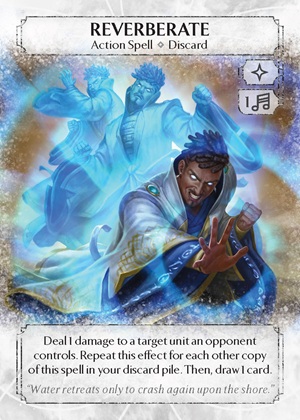 REVERBERATE
Action Spell ✧ Discard
1
Deal 1 damage to a target unit an opponent
controls. Repeat this effect for each other copy
of this spell in your discard pile. Then, draw 1 card.
“Water retreats only to crash again upon the shore.”